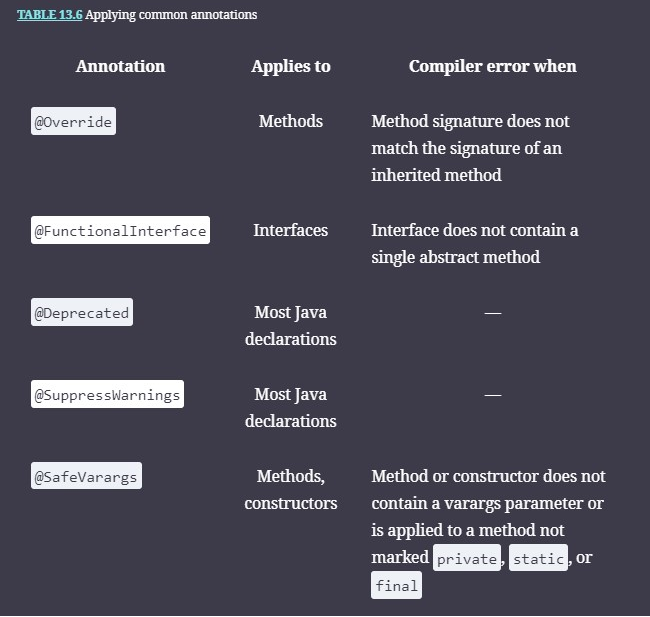 TABLE 13.6 Applying common annotations
Annotation Applies to Compiler error when
@Override Methods Method signature does not
match the signature of an
inherited method
@FunctionalInterface Interfaces Interface does not contain a
single abstract method
@Deprecated Most Java —
declarations
@SuppressWarnings Most Java —
declarations
@SafeVarargs Methods, Method or constructor does not
constructors contain a varargs parameter or
is applied to a method not
marked private, static, or
final